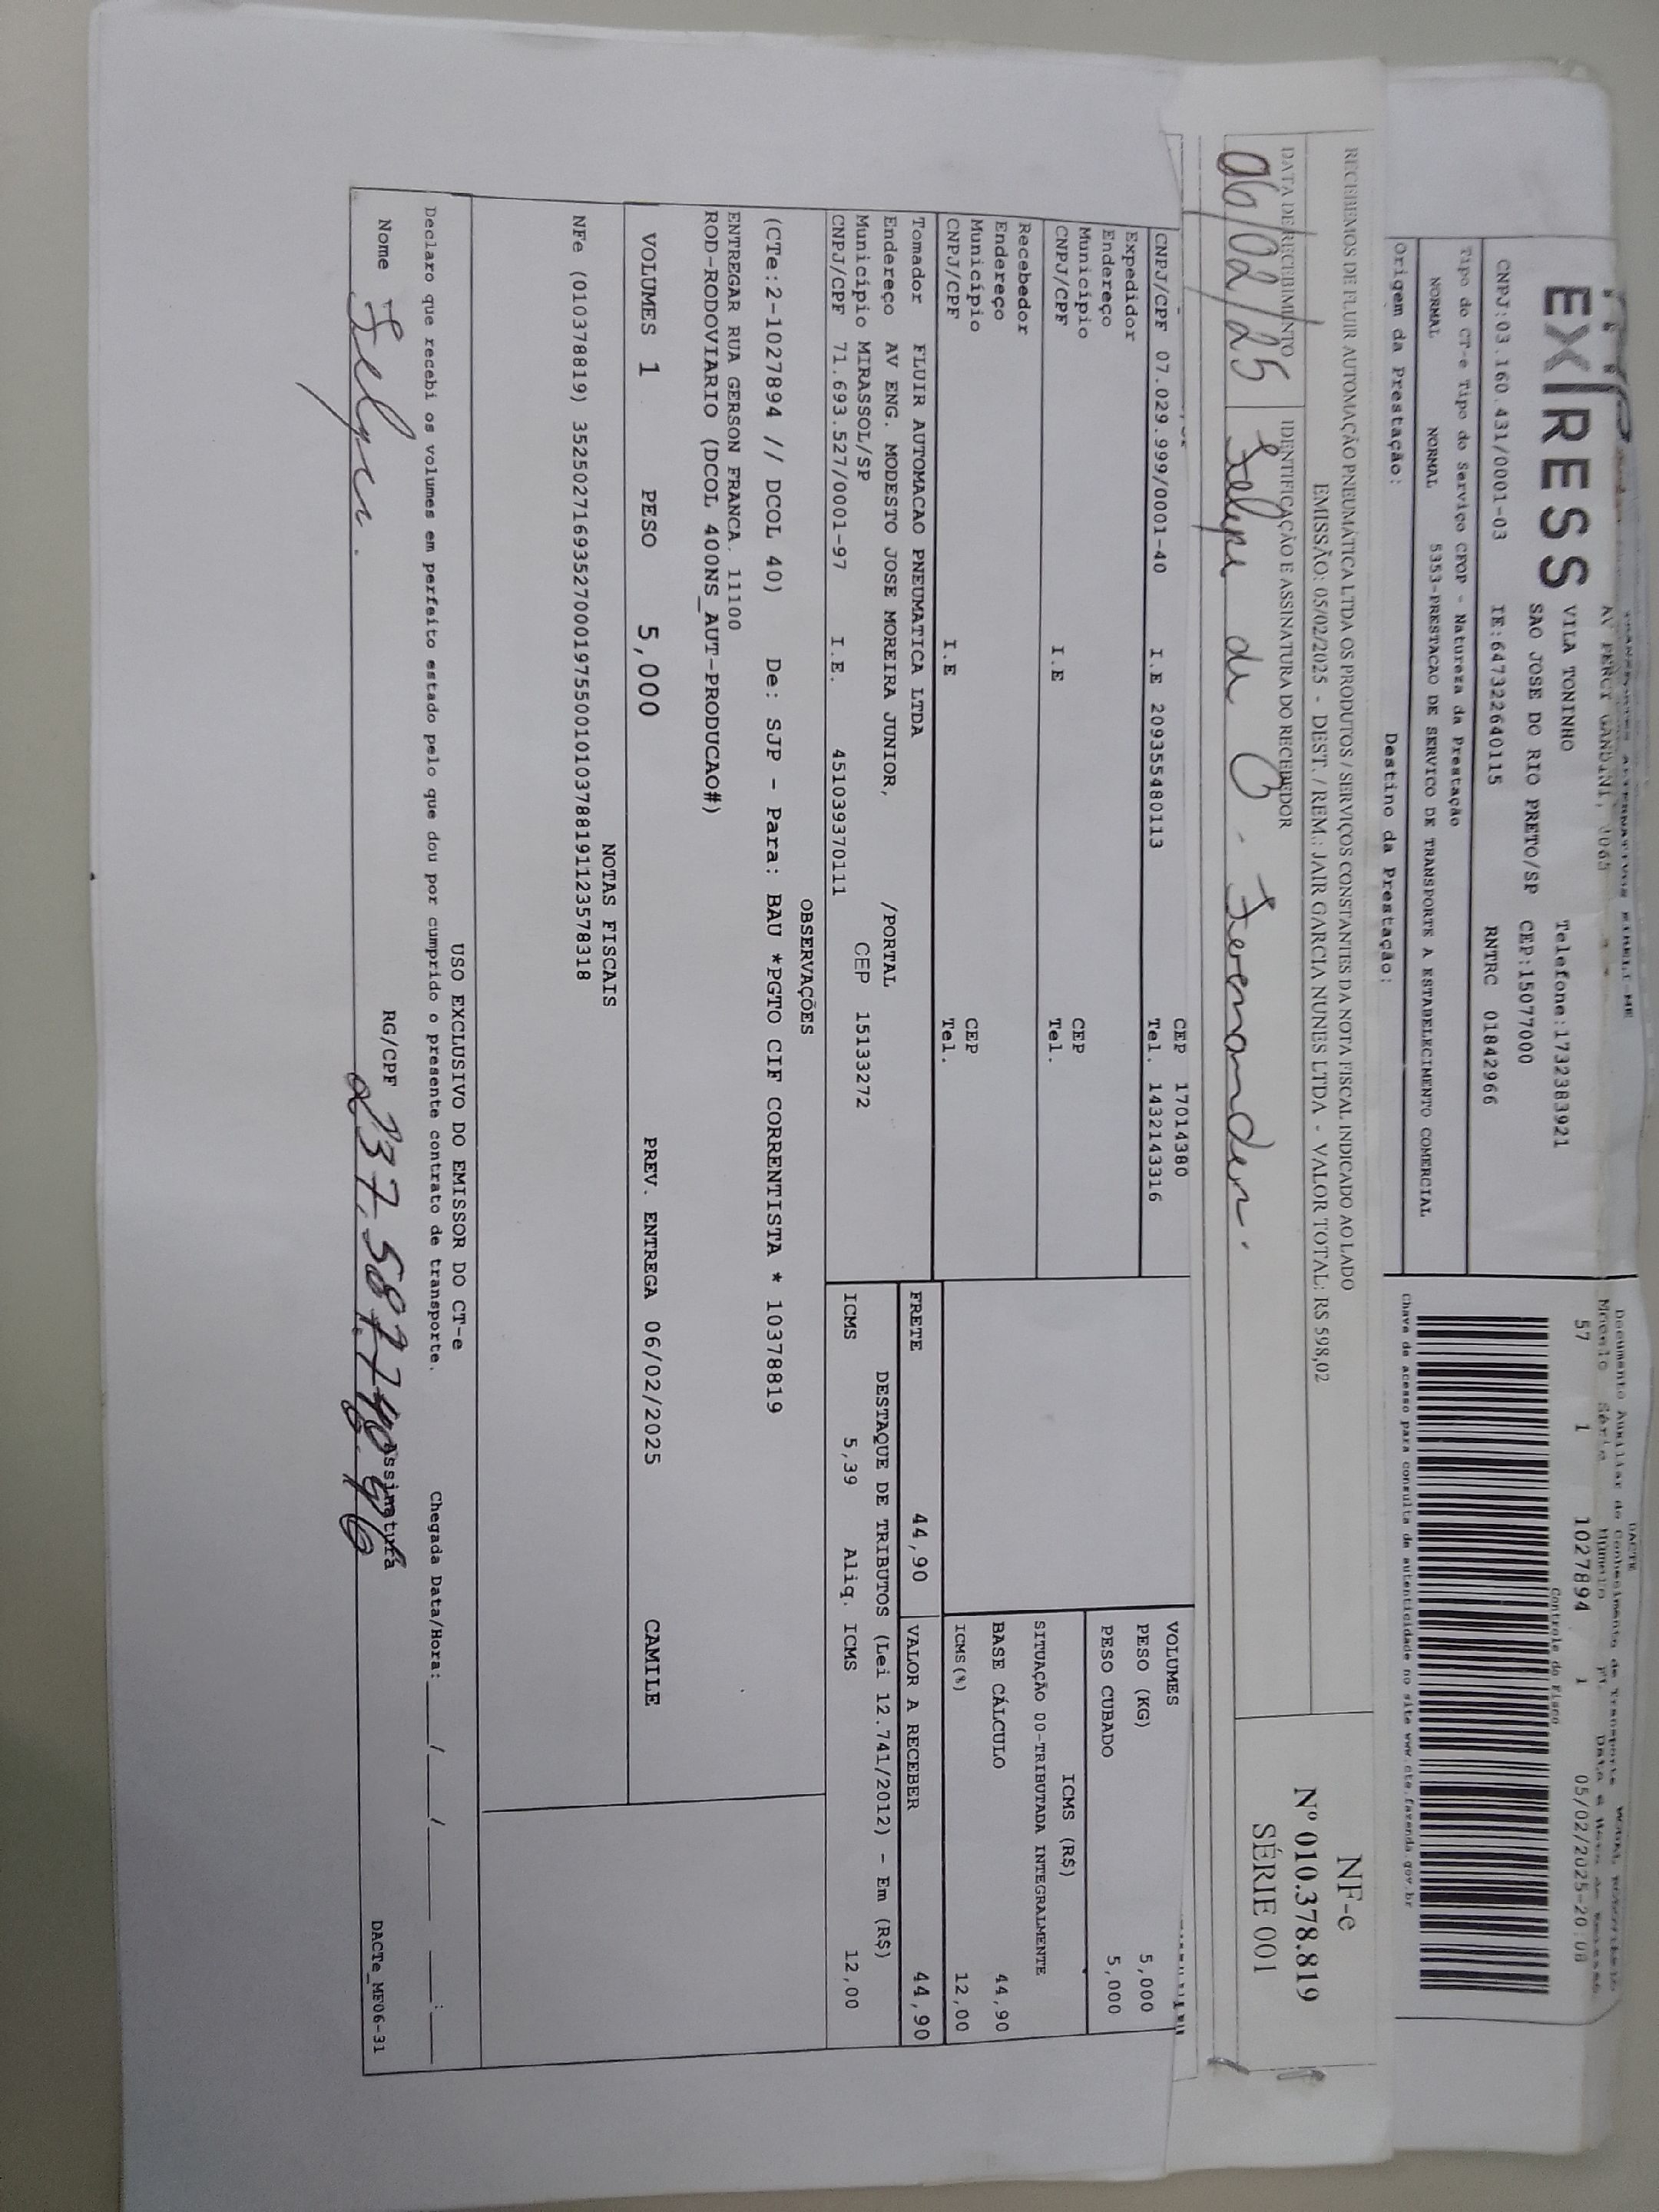 EX/RESS
VILA TONINHO
Telefone:1732383921
SAO JOSE DO RIO PRETO/SP CEP:15077000
CNPJ:03.160.431/0001-03 IE:647322640115 RNTRC 01842966
Tipo do CT-e Tipo do Serviço CFOP - Natureza da Prestação
NORMAL NORMAL 5353-PRESTACAO DE SERVICO DE TRANSPORTE A ESTABELECIMENTO COMERCIAL
Origem da Prestação: Destino da Prestação:
DACTE
Documento Auxiliar do Conhecimento de Transporte
Modelo Série Número Fl. Data e Hora de
57 1 1027894 1 05/02/2025-20:08
Controle do Fisco
Chave de acesso para consulta de autenticidade no site www.cte.fazenda.gov.br
RECEBEMOS DE FLUIR AUTOMAÇÃO PNEUMÁTICA LTDA OS PRODUTOS / SERVIÇOS CONSTANTES DA NOTA FISCAL INDICADO AO LADO
EMISSÃO: 05/02/2025 - DEST. / REM.: JAIR GARCIA NUNES LTDA - VALOR TOTAL: R$ 598,02
DATA DE RECEBIMENTO IDENTIFICAÇÃO E ASSINATURA DO RECEBEDOR
06/02/25 Felipe de O. Fernandes.
NF-e
Nº 010.378.819
SÉRIE 001
CEP 17014380
CNPJ/CPF 07.029.999/0001-40 I.E 209355480113 Tel. 1432143316
Expedidor
Endereço
Município CEP
CNPJ/CPF I.E Tel.
Recebedor
Endereço
Município CEP
CNPJ/CPF I.E Tel.
Tomador FLUIR AUTOMACAO PNEUMATICA LTDA
Endereço AV ENG. MODESTO JOSE MOREIRA JUNIOR, /PORTAL
Município MIRASSOL/SP CEP 15133272
CNPJ/CPF 71.693.527/0001-97 I.E. 451039370111
VOLUMES
PESO (KG) 5,000
PESO CUBADO 5,000
ICMS (R$)
SITUAÇÃO 00-TRIBUTADA INTEGRALMENTE
BASE CÁLCULO 44,90
ICMS(%) 12,00
FRETE 44,90 VALOR A RECEBER 44,90
DESTAQUE DE TRIBUTOS (Lei 12.741/2012) - Em (R$)
ICMS 5,39 Aliq. ICMS 12,00
OBSERVAÇÕES
(CTe:2-1027894 // DCOL 40) De: SJP - Para: BAU *PGTO CIF CORRENTISTA * 10378819
ENTREGAR RUA GERSON FRANCA, 11100
ROD-RODOVIARIO (DCOL 400NS_AUT-PRODUCAO#)
VOLUMES 1 PESO 5,000 PREV. ENTREGA 06/02/2025 CAMILE
NOTAS FISCAIS
NFe (010378819) 35250271693527000197550010103788191123578318
USO EXCLUSIVO DO EMISSOR DO CT-e
Declaro que recebi os volumes em perfeito estado pelo que dou por cumprido o presente contrato de transporte. Chegada Data/Hora:____/____/______ ___:___
Nome Felipe. RG/CPF Assinatura
DACTe_MF06-31